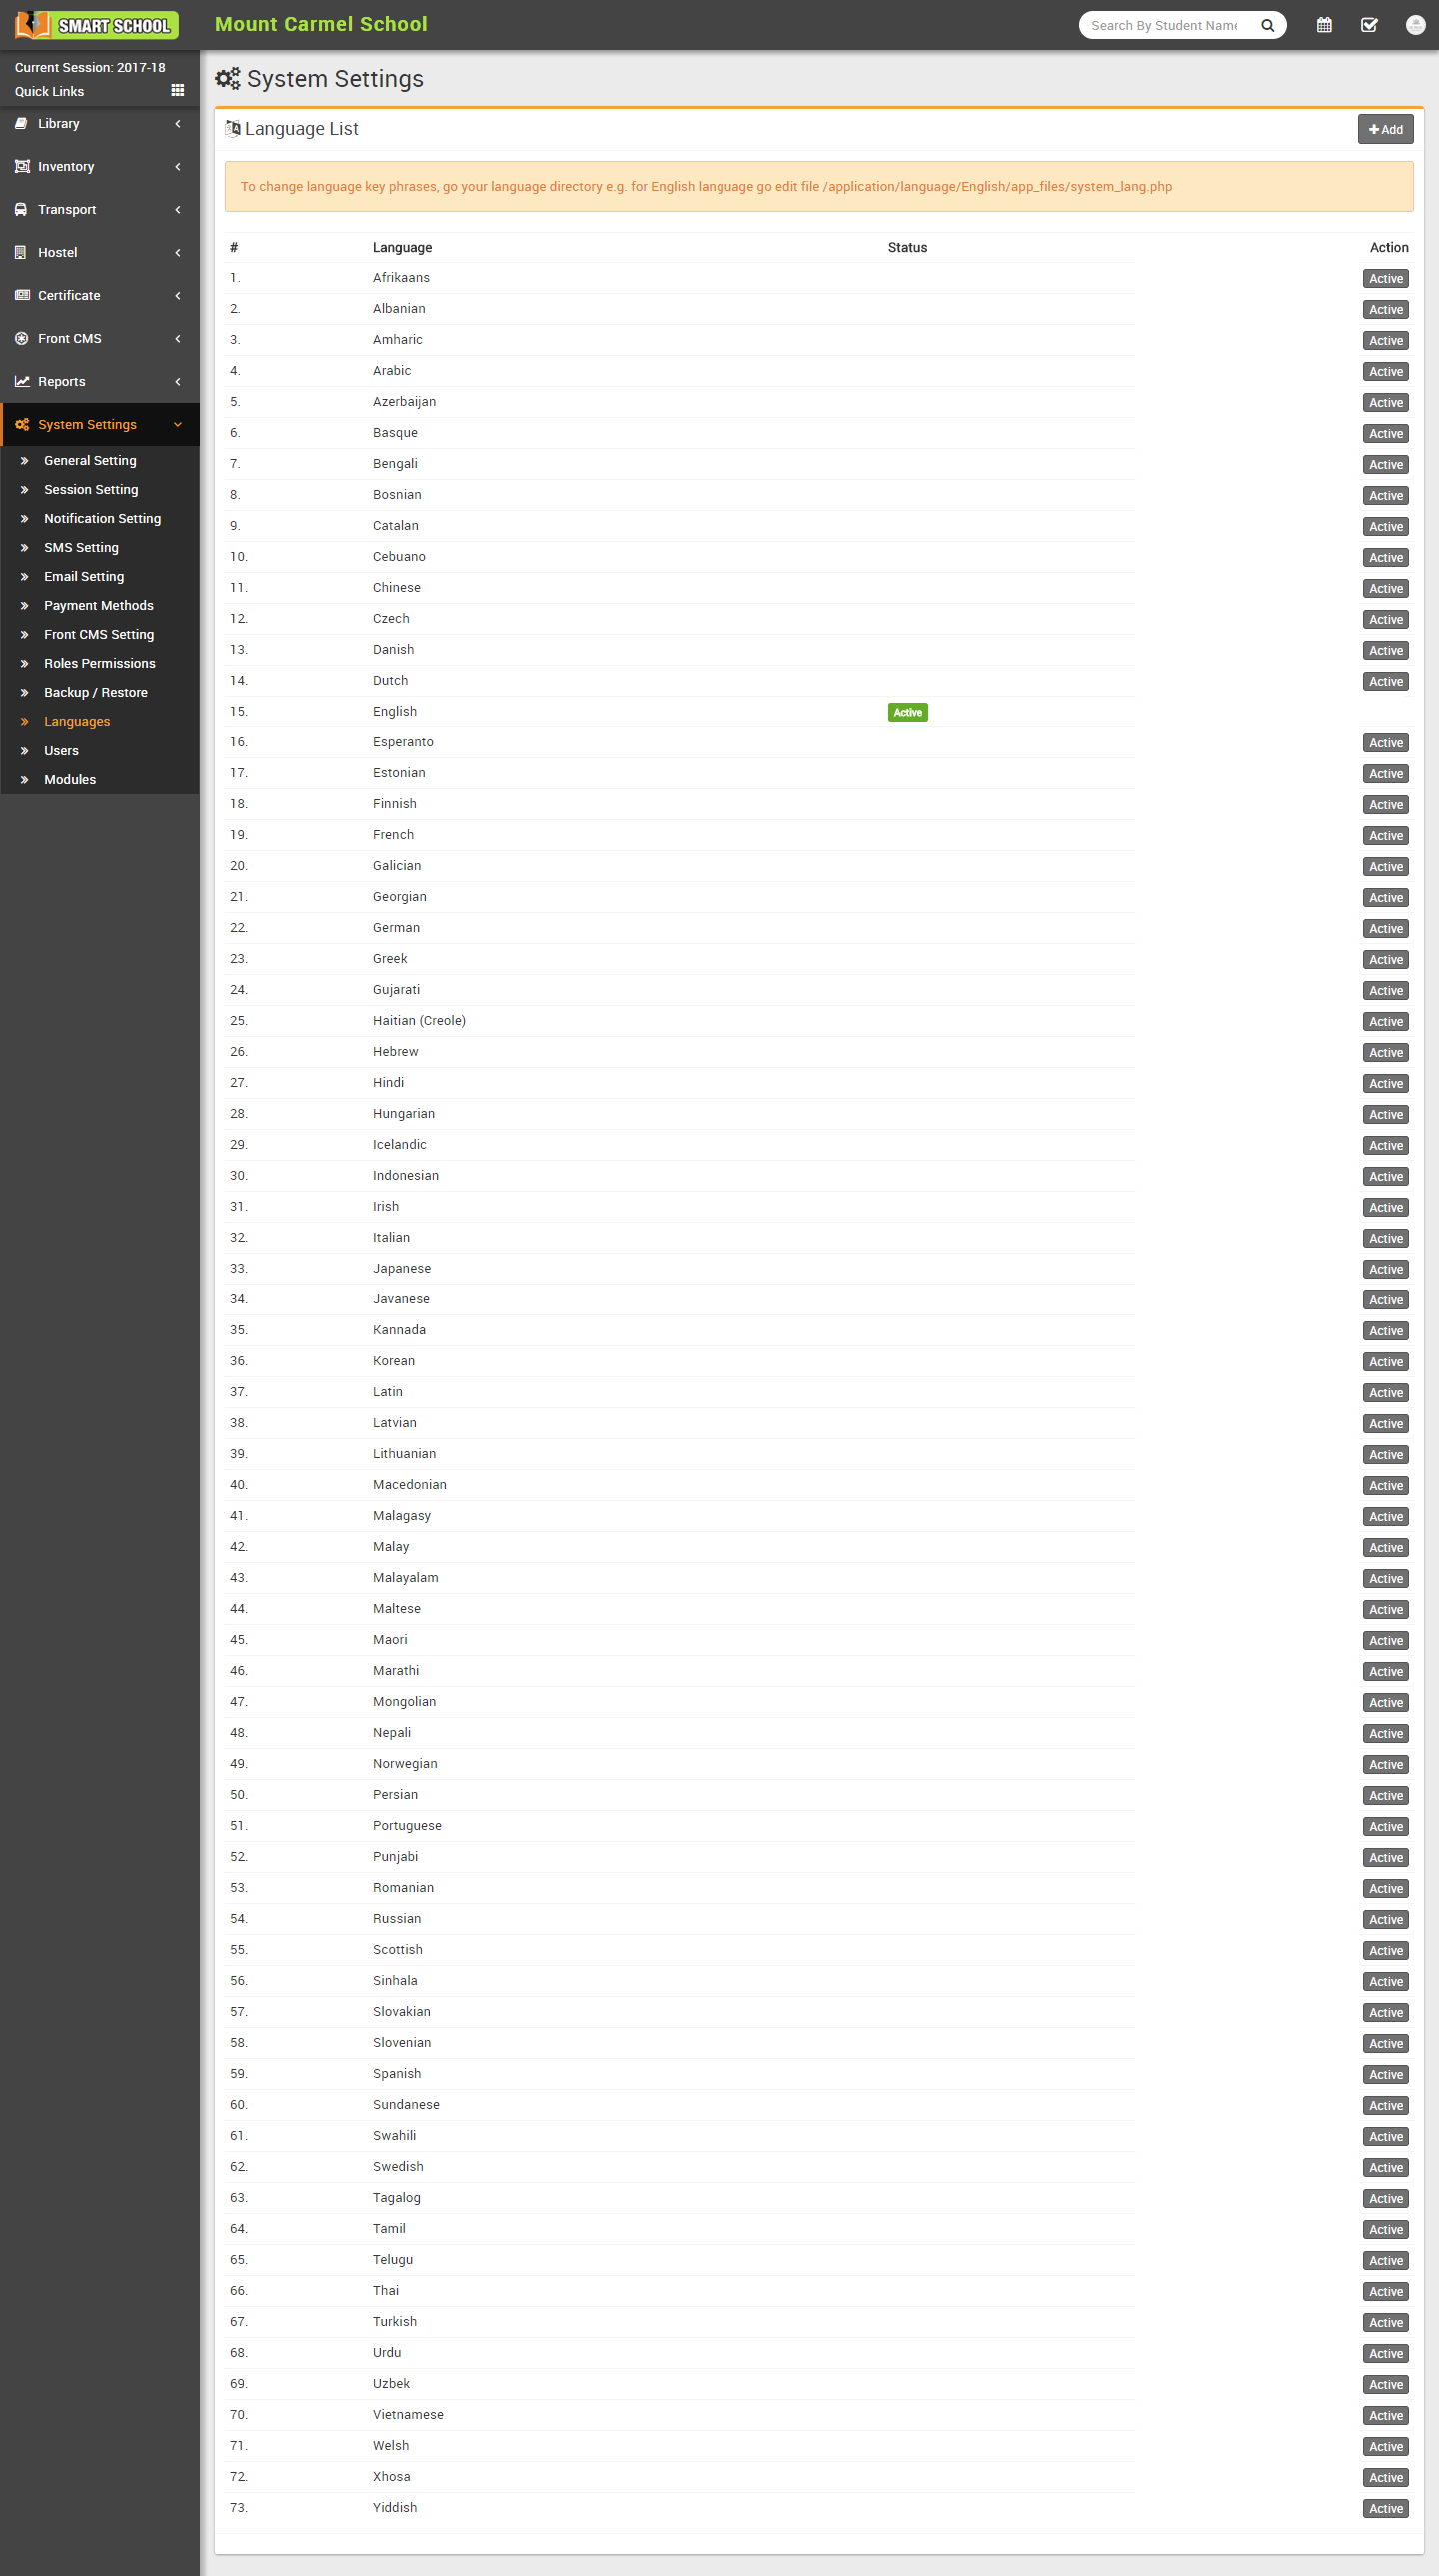 SMART SCHOOL
Mount Carmel School
Search By Student Name
Current Session: 2017-18
Quick Links
Library
Inventory
Transport
Hostel
Certificate
Front CMS
Reports
System Settings
General Setting
Session Setting
Notification Setting
SMS Setting
Email Setting
Payment Methods
Front CMS Setting
Roles Permissions
Backup / Restore
Languages
Users
Modules
System Settings
Language List
Add
To change language key phrases, go your language directory e.g. for English language go edit file /application/language/English/app_files/system_lang.php
# Language Status Action
1. Afrikaans Active
2. Albanian Active
3. Amharic Active
4. Arabic Active
5. Azerbaijan Active
6. Basque Active
7. Bengali Active
8. Bosnian Active
9. Catalan Active
10. Cebuano Active
11. Chinese Active
12. Czech Active
13. Danish Active
14. Dutch Active
15. English Active
16. Esperanto Active
17. Estonian Active
18. Finnish Active
19. French Active
20. Galician Active
21. Georgian Active
22. German Active
23. Greek Active
24. Gujarati Active
25. Haitian (Creole) Active
26. Hebrew Active
27. Hindi Active
28. Hungarian Active
29. Icelandic Active
30. Indonesian Active
31. Irish Active
32. Italian Active
33. Japanese Active
34. Javanese Active
35. Kannada Active
36. Korean Active
37. Latin Active
38. Latvian Active
39. Lithuanian Active
40. Macedonian Active
41. Malagasy Active
42. Malay Active
43. Malayalam Active
44. Maltese Active
45. Maori Active
46. Marathi Active
47. Mongolian Active
48. Nepali Active
49. Norwegian Active
50. Persian Active
51. Portuguese Active
52. Punjabi Active
53. Romanian Active
54. Russian Active
55. Scottish Active
56. Sinhala Active
57. Slovakian Active
58. Slovenian Active
59. Spanish Active
60. Sundanese Active
61. Swahili Active
62. Swedish Active
63. Tagalog Active
64. Tamil Active
65. Telugu Active
66. Thai Active
67. Turkish Active
68. Urdu Active
69. Uzbek Active
70. Vietnamese Active
71. Welsh Active
72. Xhosa Active
73. Yiddish Active